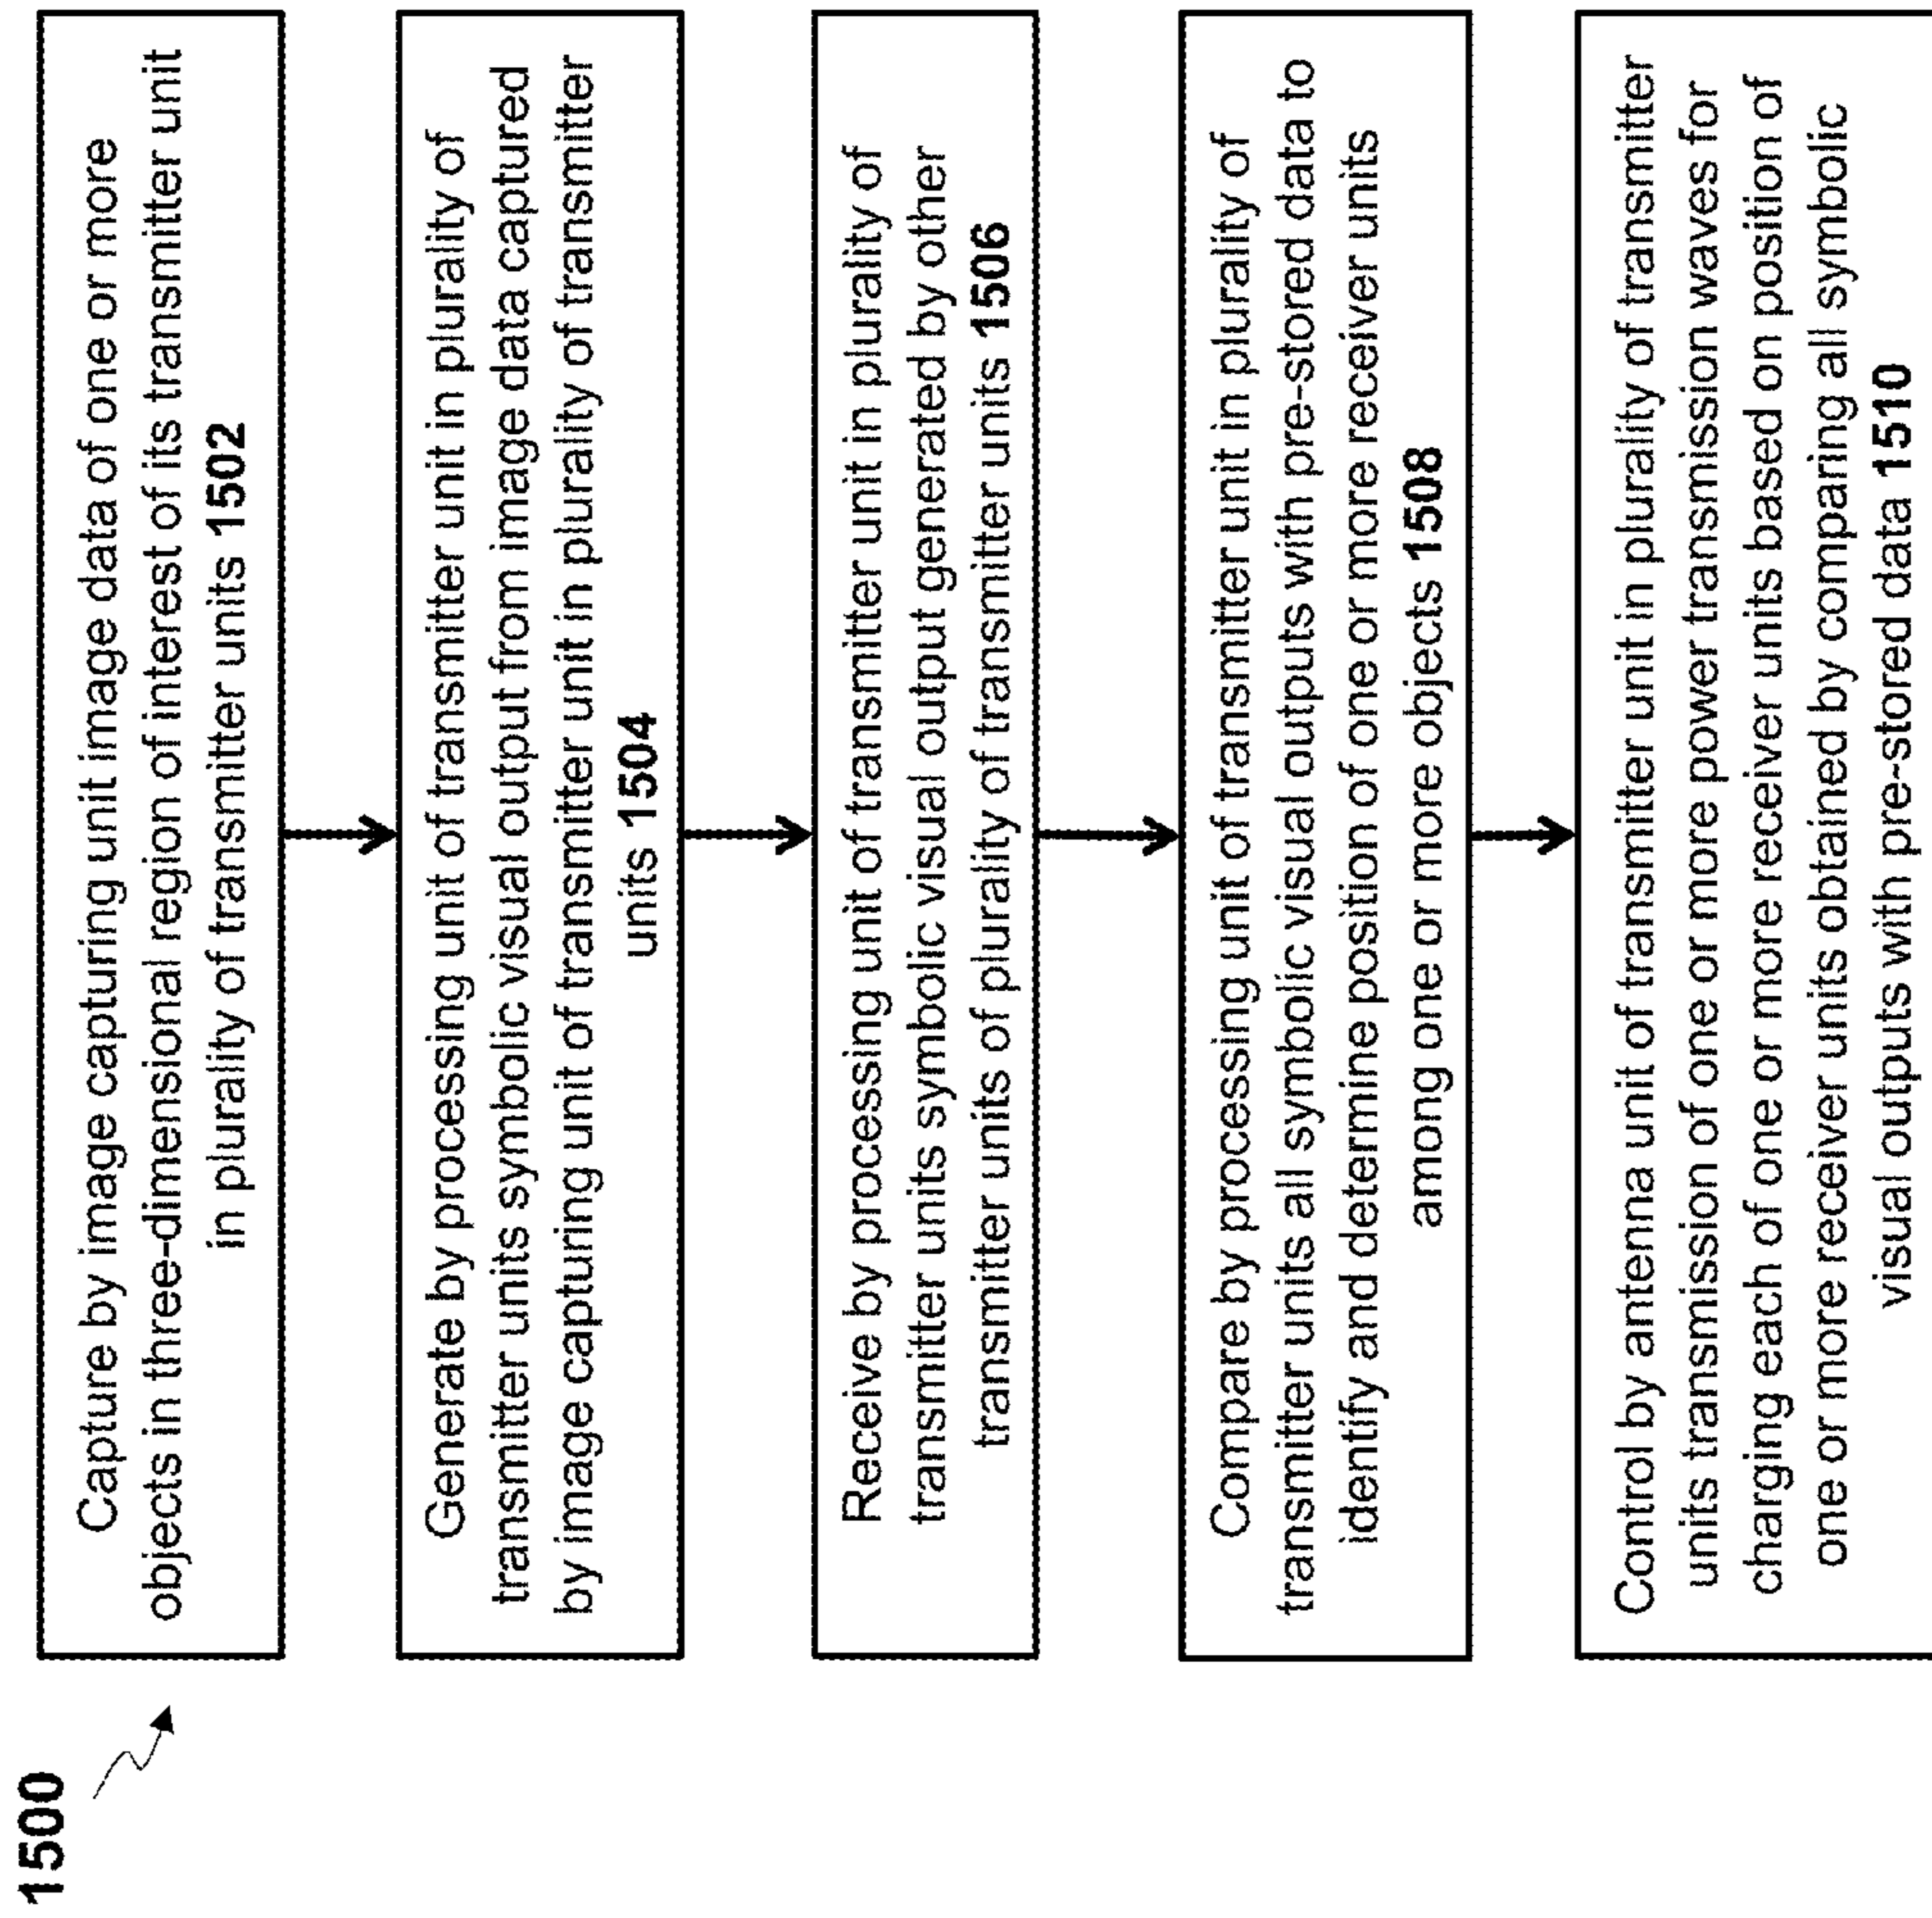 1500
Capture by image capturing unit image data of one or more
objects in three-dimensional region of interest of its transmitter unit
in plurality of transmitter units 1502
Generate by processing unit of transmitter unit in plurality of
transmitter units symbolic visual output from image data captured
by image capturing unit of transmitter unit in plurality of transmitter
units 1504
Receive by processing unit of transmitter unit in plurality of
transmitter units symbolic visual output generated by other
transmitter units of plurality of transmitter units 1506
Compare by processing unit of transmitter unit in plurality of
transmitter units all symbolic visual outputs with pre-stored data to
identify and determine position of one or more receiver units
among one or more objects 1508
Control by antenna unit of transmitter unit in plurality of transmitter
units transmission of one or more power transmission waves for
charging each of one or more receiver units based on position of
one or more receiver units obtained by comparing all symbolic
visual outputs with pre-stored data 1510